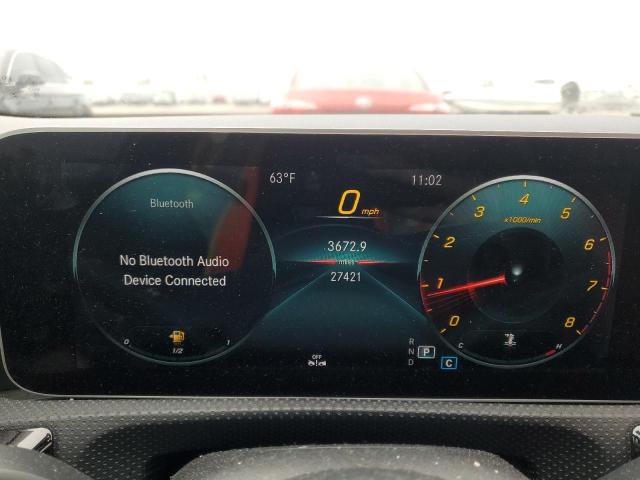 63°F
11:02
Bluetooth
0 mph
No Bluetooth Audio
Device Connected
3672.9
miles
27421
0 1/2 1
OFF
R
N P
D C
0 1 2 3 4 5 6 7 8
x1000/min
C H